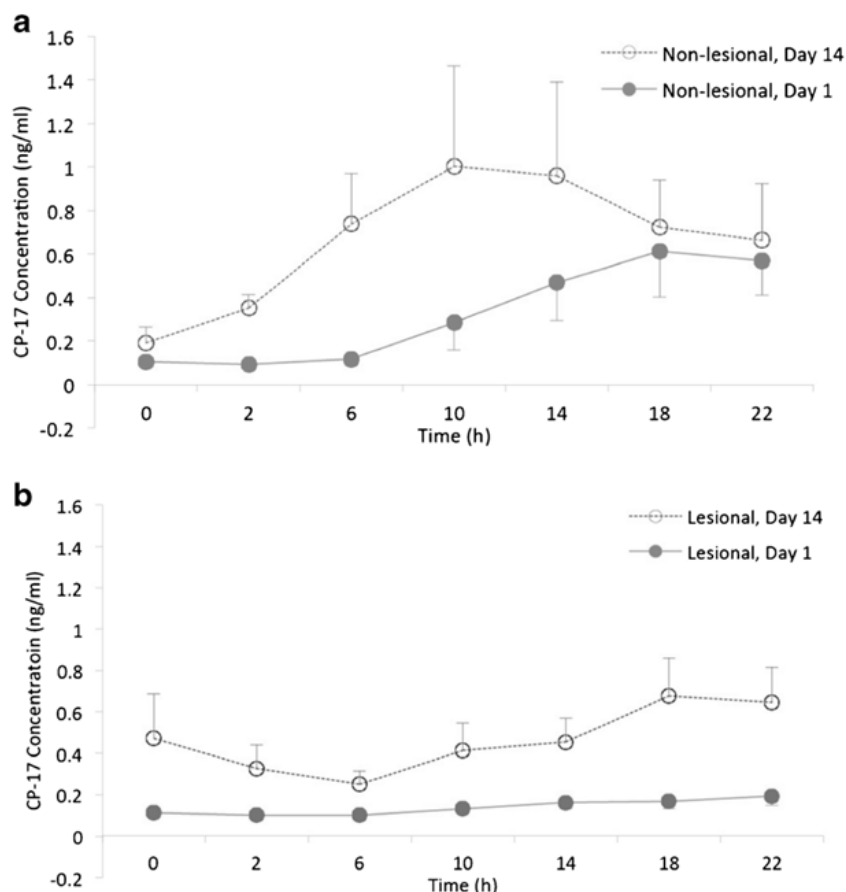 a
1.6
1.4
1.2
1
0.8
0.6
0.4
0.2
0
-0.2
CP-17 Concentration (ng/ml)
Non-lesional, Day 14
Non-lesional, Day 1
0 2 6 10 14 18 22
Time (h)
b
1.6
1.4
1.2
1
0.8
0.6
0.4
0.2
0
-0.2
CP-17 Concentratoin (ng/ml)
Lesional, Day 14
Lesional, Day 1
0 2 6 10 14 18 22
Time (h)